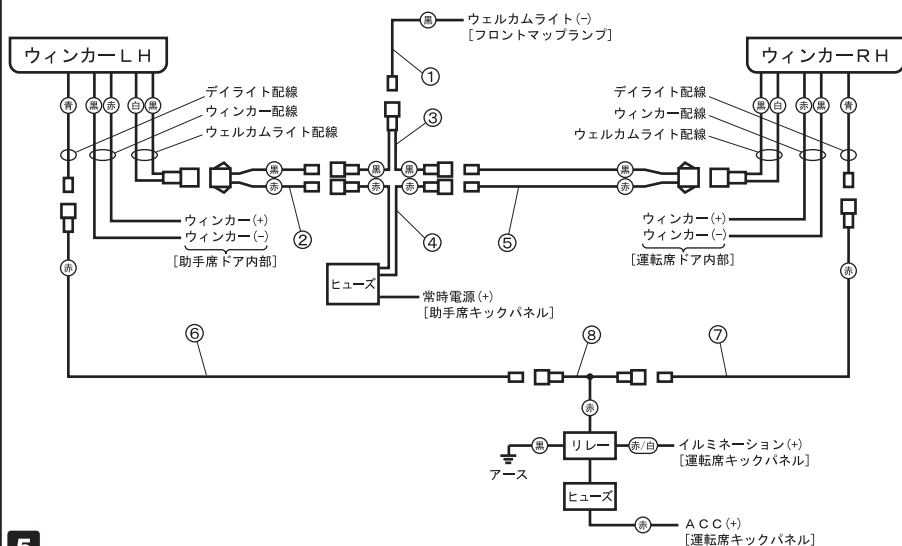 黒 ウェルカムライト(−)
[フロントマップランプ]
ウィンカーLH
ウィンカーRH
①
デイライト配線
ウィンカー配線
ウェルカムライト配線
デイライト配線
ウィンカー配線
ウェルカムライト配線
青 黒 赤 白 黒
黒 白 赤 黒 青
③
黒 黒 黒 黒
赤 赤 赤 赤
②
④
⑤
ウィンカー(+)
ウィンカー(−)
[助手席ドア内部]
ウィンカー(+)
ウィンカー(−)
[運転席ドア内部]
赤
赤
ヒューズ
常時電源(+)
[助手席キックパネル]
⑥
⑧
⑦
赤
黒 リレー 赤/白 イルミネーション(+)
[運転席キックパネル]
アース
ヒューズ
赤 ACC(+)
[運転席キックパネル]
5